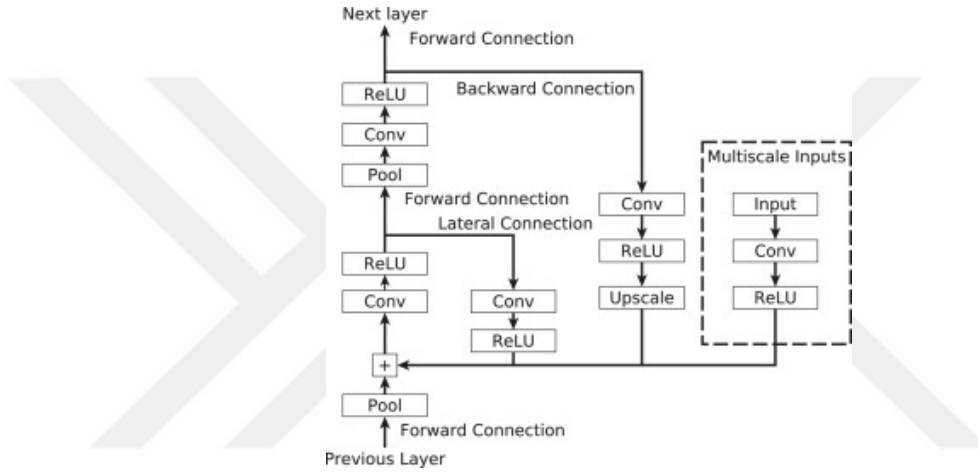 Next layer
Forward Connection
Backward Connection
ReLU
Conv
Pool
Multiscale Inputs
Forward Connection
Lateral Connection
Conv
Input
ReLU
Conv
ReLU
Conv
Conv
Upscale
ReLU
ReLU
+
Pool
Forward Connection
Previous Layer